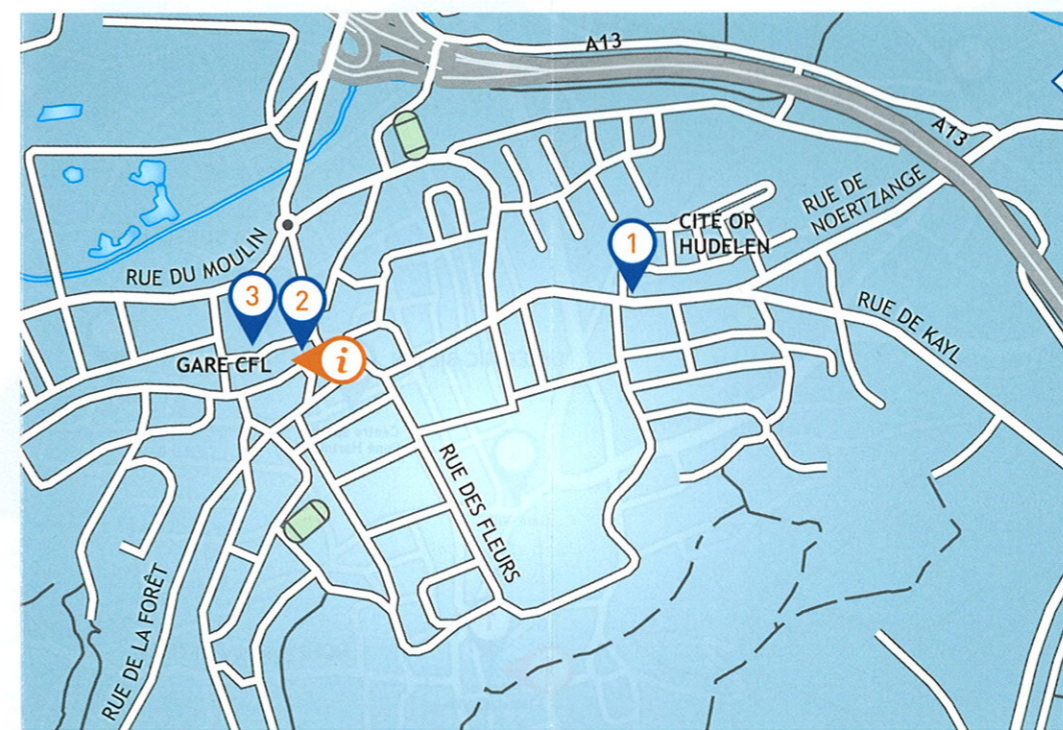 A13
A13
RUE DE
NOERTZANGE
CITÉ OP
HUDELEN
1
RUE DU MOULIN
3
2
RUE DE KAYL
GARE CFL
i
RUE DES FLEURS
RUE DE LA FORÊT